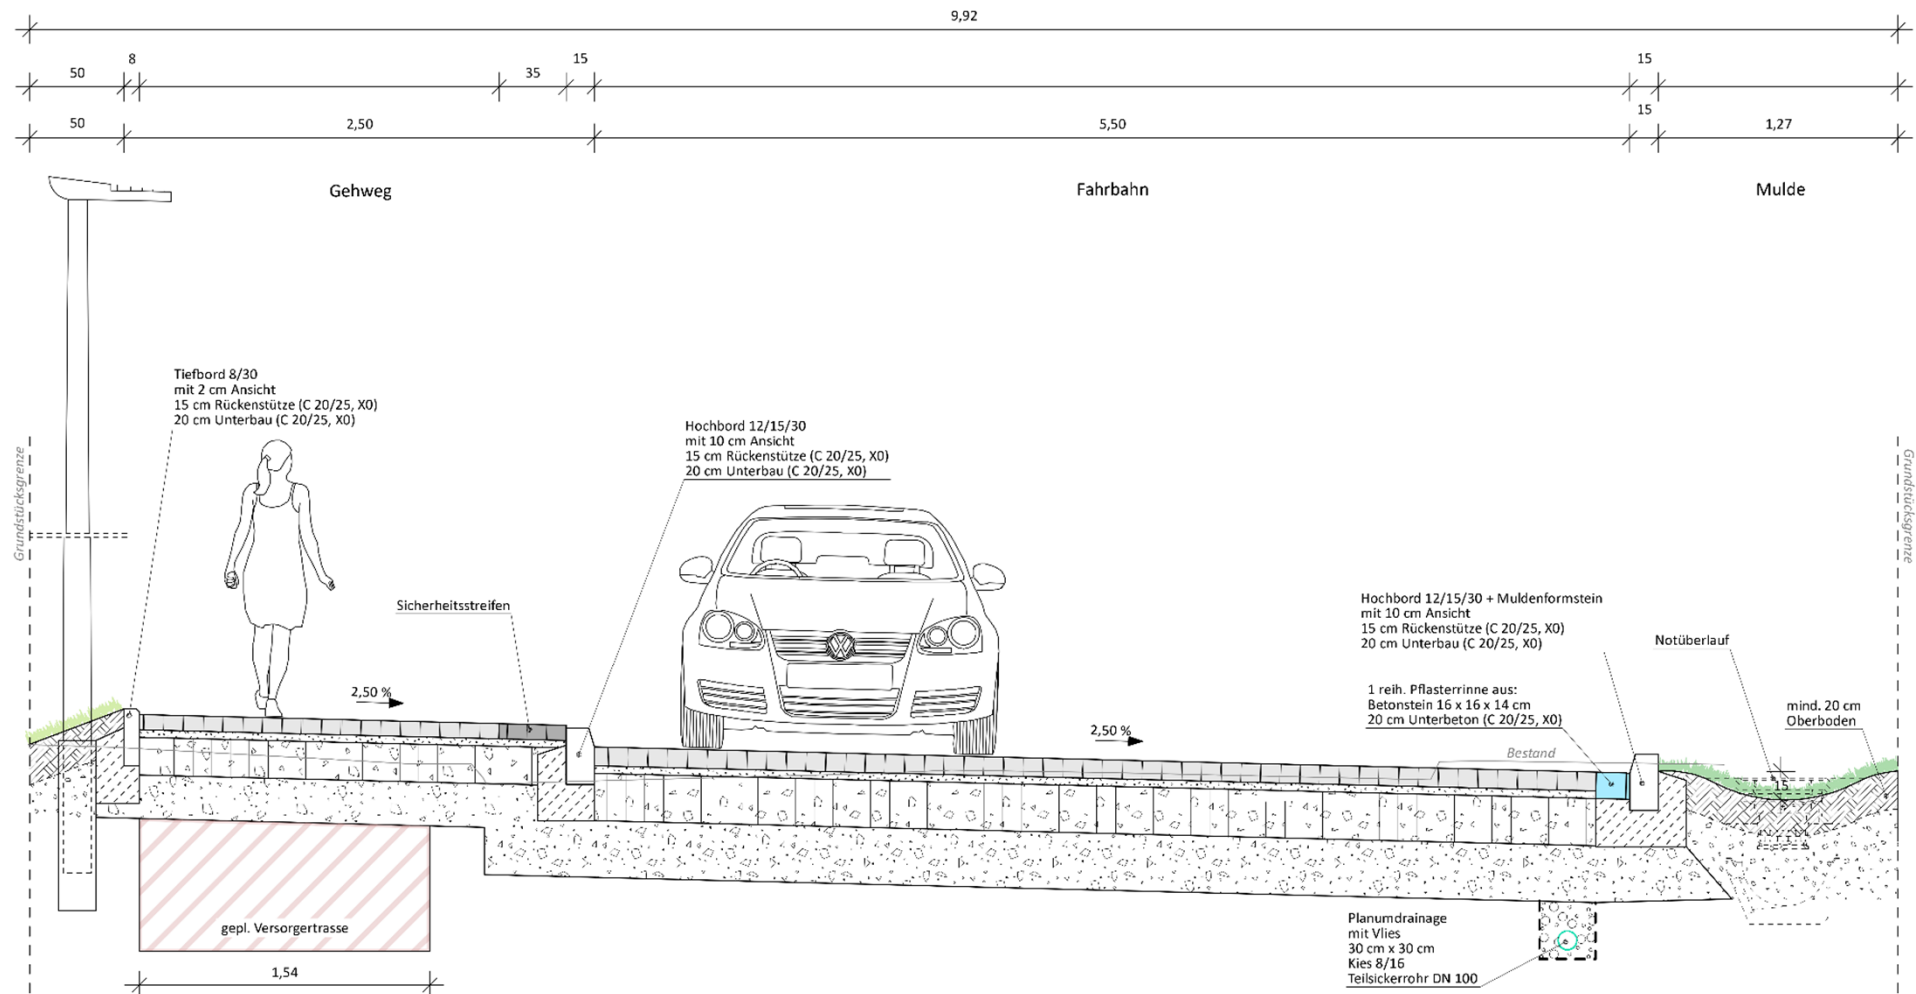 9,92
50
8
35
15
15
50
2,50
5,50
15
1,27
Gehweg
Fahrbahn
Mulde
Tiefbord 8/30
mit 2 cm Ansicht
15 cm Rückenstütze (C 20/25, X0)
20 cm Unterbau (C 20/25, X0)
Hochbord 12/15/30
mit 10 cm Ansicht
15 cm Rückenstütze (C 20/25, X0)
20 cm Unterbau (C 20/25, X0)
Grundstücksgrenze
Grundstücksgrenze
Sicherheitsstreifen
Hochbord 12/15/30 + Muldenformstein
mit 10 cm Ansicht
15 cm Rückenstütze (C 20/25, X0)
20 cm Unterbau (C 20/25, X0)
Notüberlauf
1 reih. Pflasterrinne aus:
Betonstein 16 x 16 x 14 cm
20 cm Unterbeton (C 20/25, X0)
mind. 20 cm
Oberboden
2,50 %
2,50 %
Bestand
15
gepl. Versorgertrasse
Planumdrainage
mit Vlies
30 cm x 30 cm
Kies 8/16
Teilsickerrohr DN 100
1,54